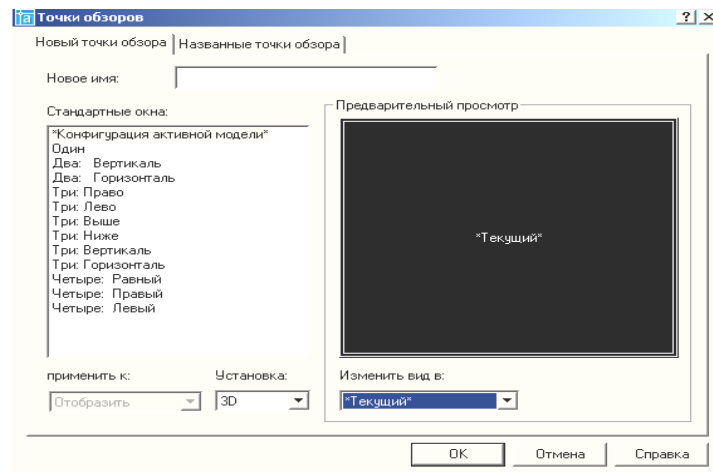 Точки обзоров
Новый точки обзора Названные точки обзора
Новое имя:
Стандартные окна:
*Конфигурация активной модели*
Один
Два: Вертикаль
Два: Горизонталь
Три: Право
Три: Лево
Три: Выше
Три: Ниже
Три: Вертикаль
Три: Горизонталь
Четыре: Равный
Четыре: Правый
Четыре: Левый
Предварительный просмотр
*Текущий*
применить к: Установка: Изменить вид в:
Отобразить 3D *Текущий*
OK Отмена Справка